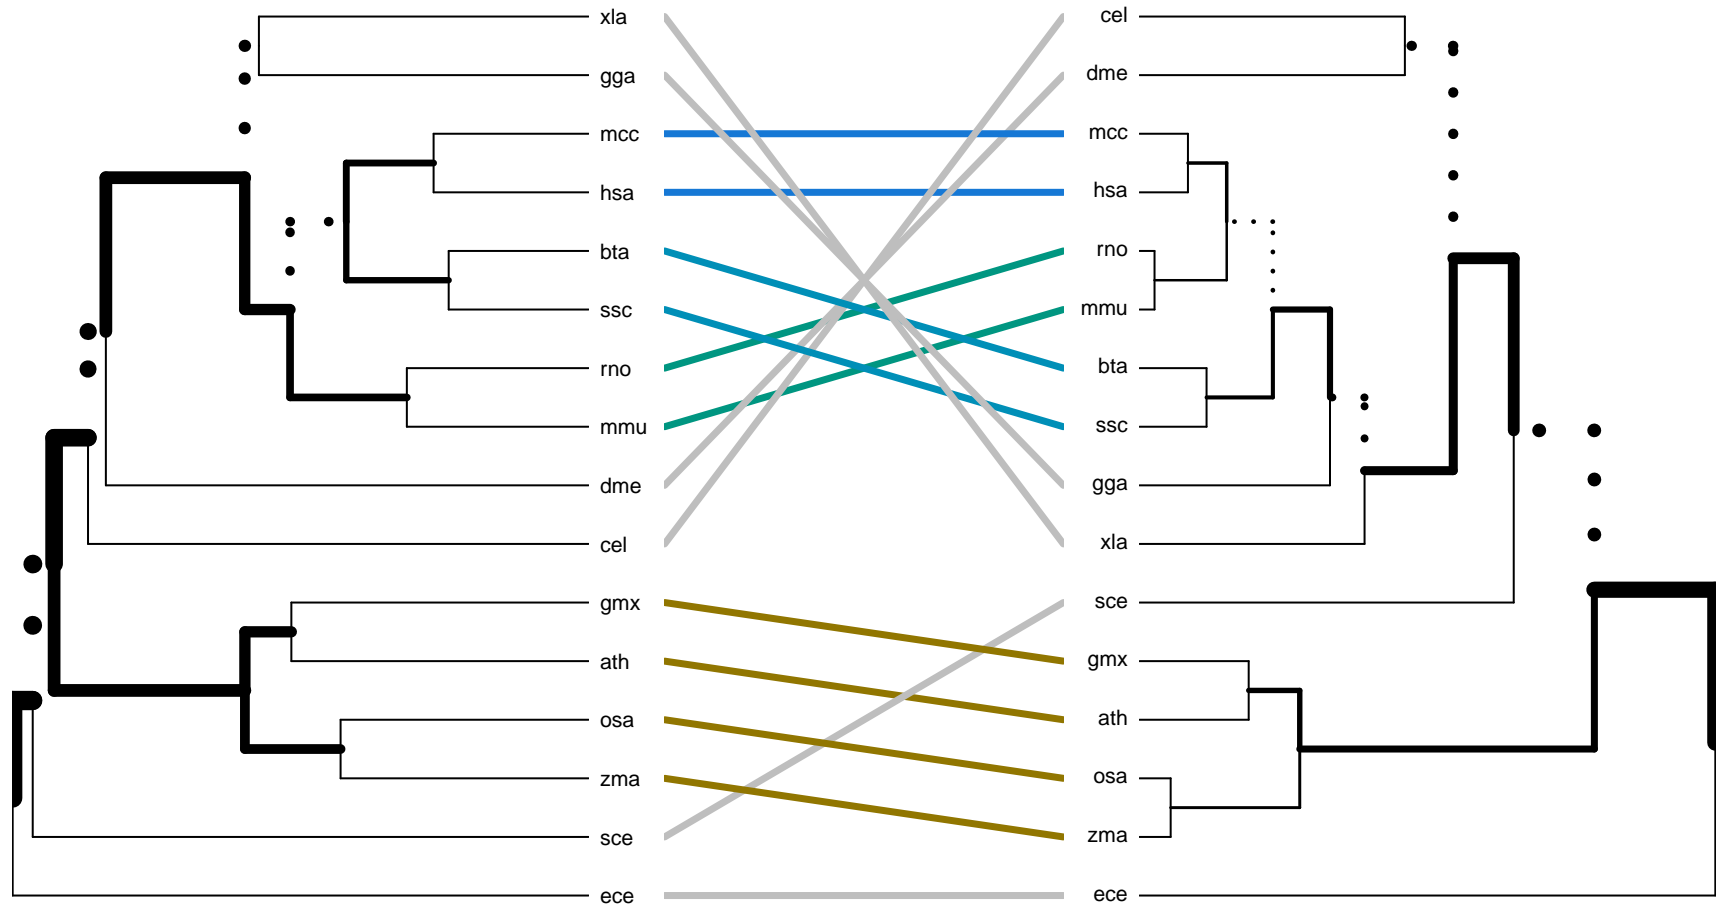 xla cel
gga dme
mcc mcc
hsa hsa
bta rno
ssc mmu
rno bta
mmu ssc
dme gga
cel xla
gmx sce
ath gmx
osa ath
zma osa
sce zma
ece ece